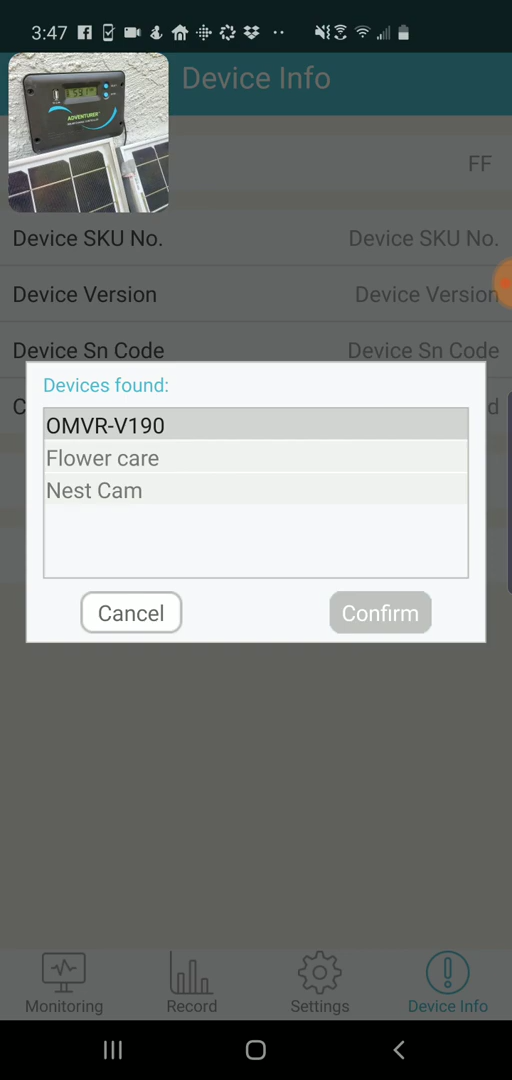 3:47
Device Info
ADVENTURER
FF
Device SKU No. Device SKU No.
Device Version Device Version
Device Sn Code Device Sn Code
C d
Devices found:
OMVR-V190
Flower care
Nest Cam
Cancel Confirm
Monitoring Record Settings Device Info